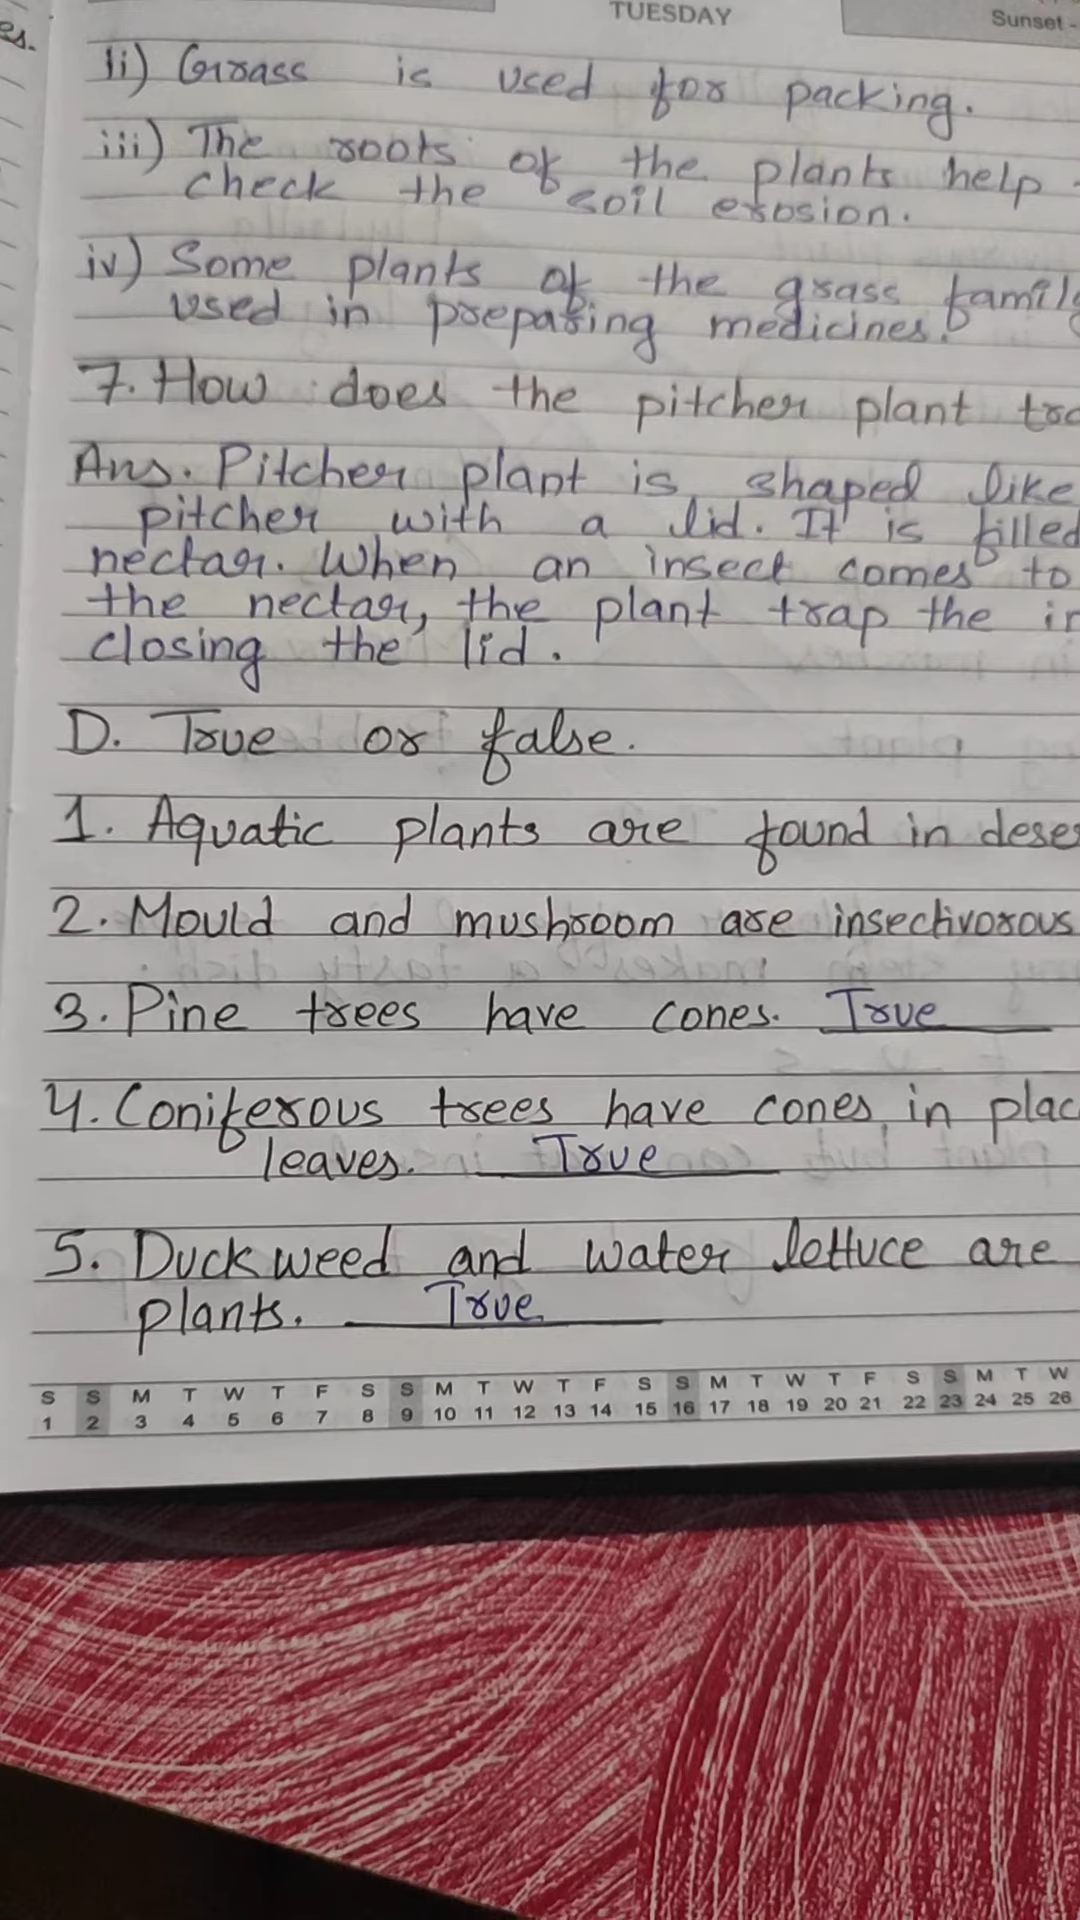 es.
TUESDAY
Sunset -
ii) Grass is used for packing.
iii) The roots of the plants help
check the soil erosion.
iv) Some plants of the grass family
used in preparing medicines.
7. How does the pitcher plant
Ans. Pitcher plant is shaped like
pitcher with a lid. It is filled
nectar. When an insect comes to
the nectar, the plant trap the
closing the lid.
D. True or false.
1. Aquatic plants are found in
2. Mould and mushroom are insectivorous
3. Pine trees have cones. True
4. Coniferous trees have cones in
leaves. True
5. Duckweed and water lettuce are
plants. True
S S M T W T F S S M T W T F S S M T W T F S S M T W
1 2 3 4 5 6 7 8 9 10 11 12 13 14 15 16 17 18 19 20 21 22 23 24 25 26